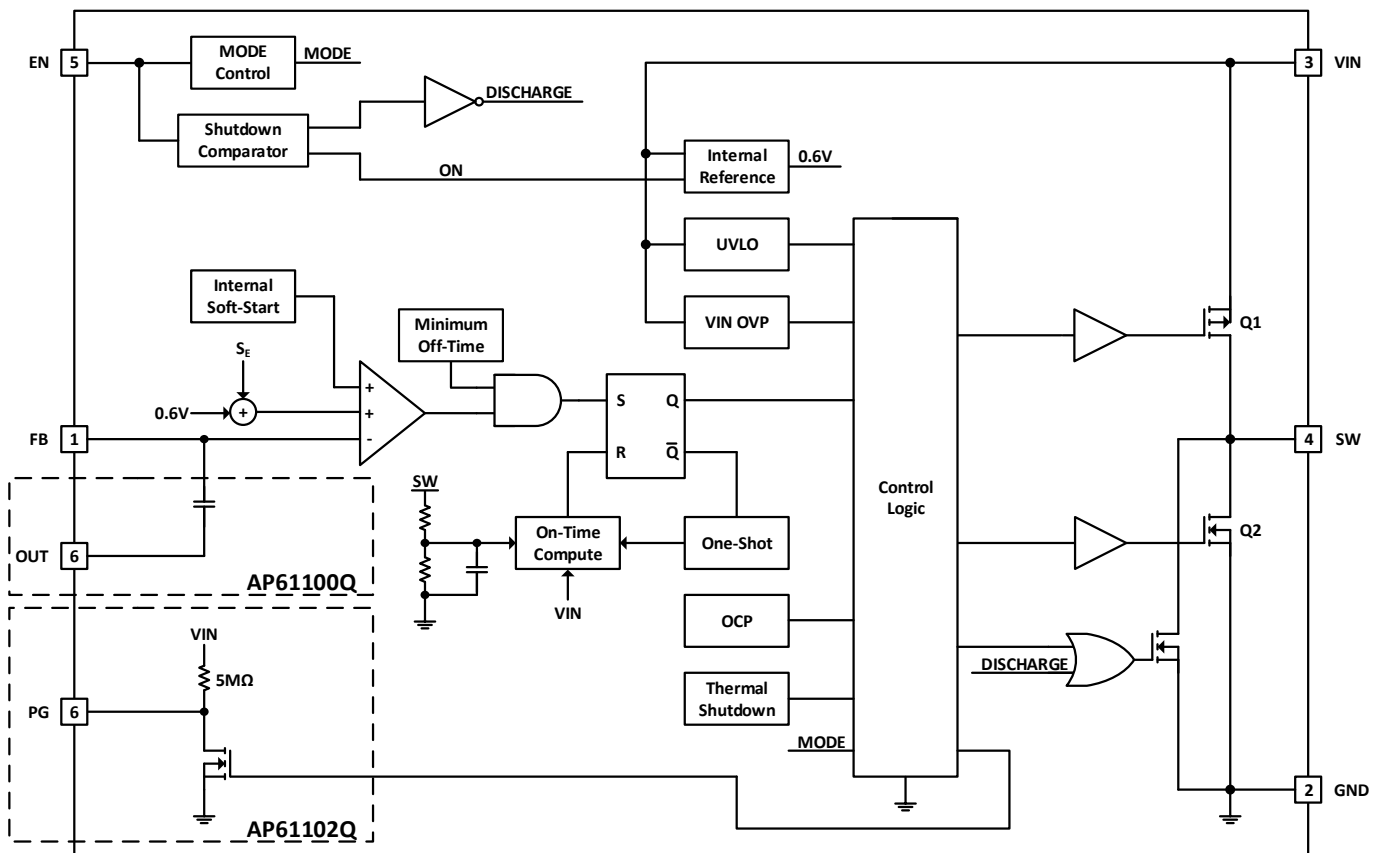 EN
5
MODE
Control
MODE
3
VIN
DISCHARGE
Shutdown
Comparator
ON
Internal
Reference
0.6V
UVLO
Internal
Soft-Start
VIN OVP
Minimum
Off-Time
Q1
SE
+
+
0.6V
+
-
S
Q
R
Q̅
FB
1
4
SW
SW
Control
Logic
On-Time
Compute
One-Shot
Q2
OUT
6
AP61100Q
VIN
OCP
VIN
5MΩ
DISCHARGE
PG
6
Thermal
Shutdown
MODE
2
GND
AP61102Q